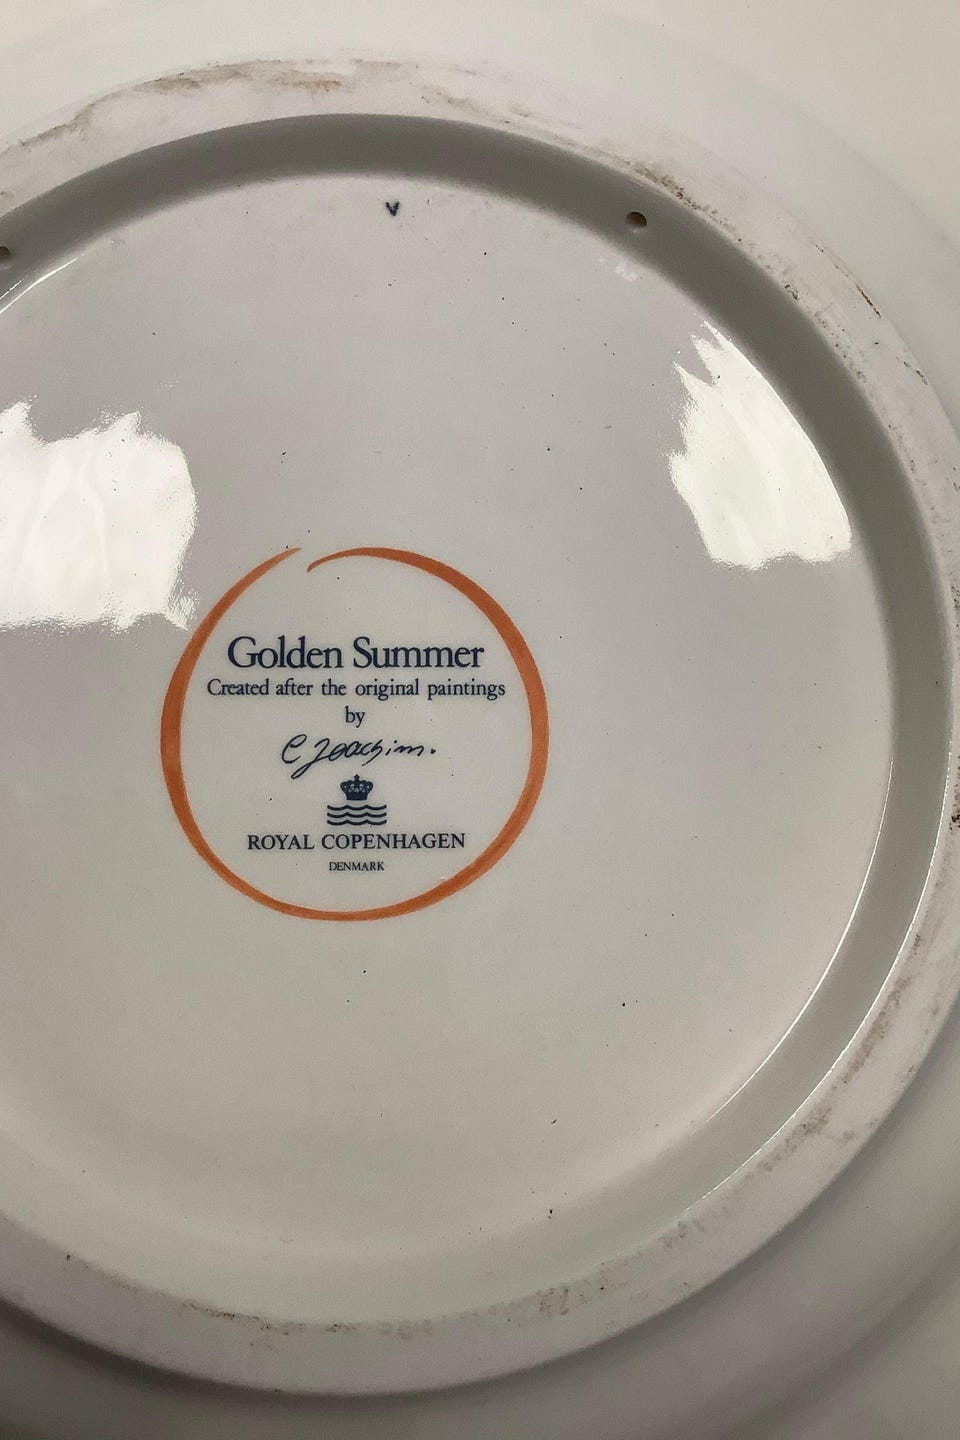 V
Golden Summer
Created after the original paintings
by
C Joachim.
ROYAL COPENHAGEN
DENMARK